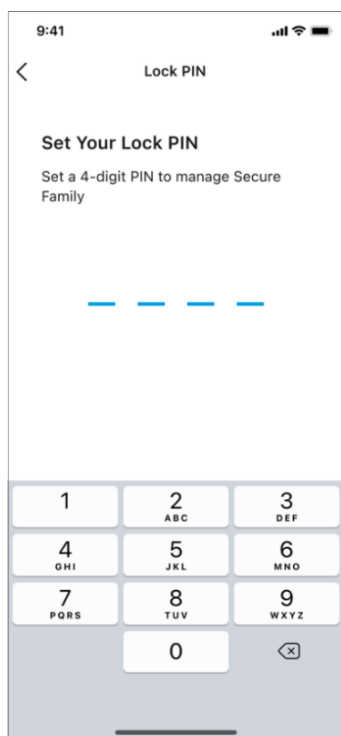 9:41
Lock PIN
Set Your Lock PIN
Set a 4-digit PIN to manage Secure
Family
1 2 3
ABC DEF
4 5 6
GHI JKL MNO
7 8 9
PQRS TUV WXYZ
0